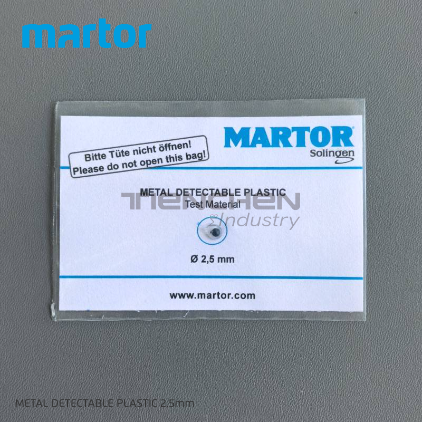 martor
Bitte Tüte nicht öffnen!
Please do not open this bag!
MARTOR
Solingen
METAL DETECTABLE PLASTIC
Test Material
TIENCHEN
Industry
Ø 2,5 mm
www.martor.com
METAL DETECTABLE PLASTIC 2,5mm